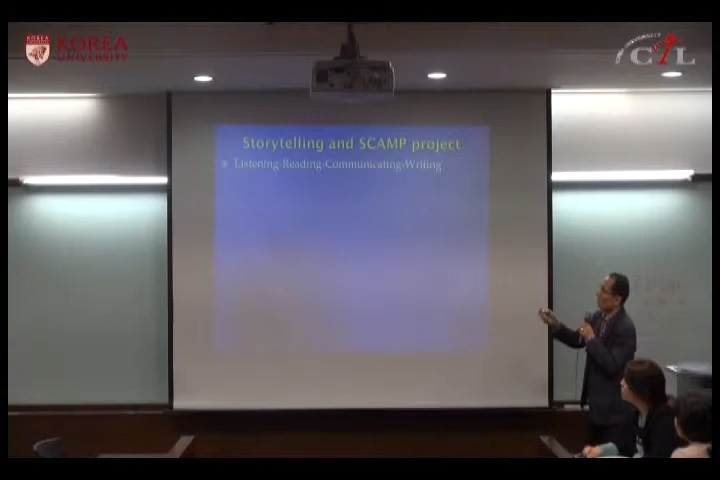 KOREA
UNIVERSITY
CTL
Storytelling and SCAMP project
Listening-Reading-Communicating-Writing